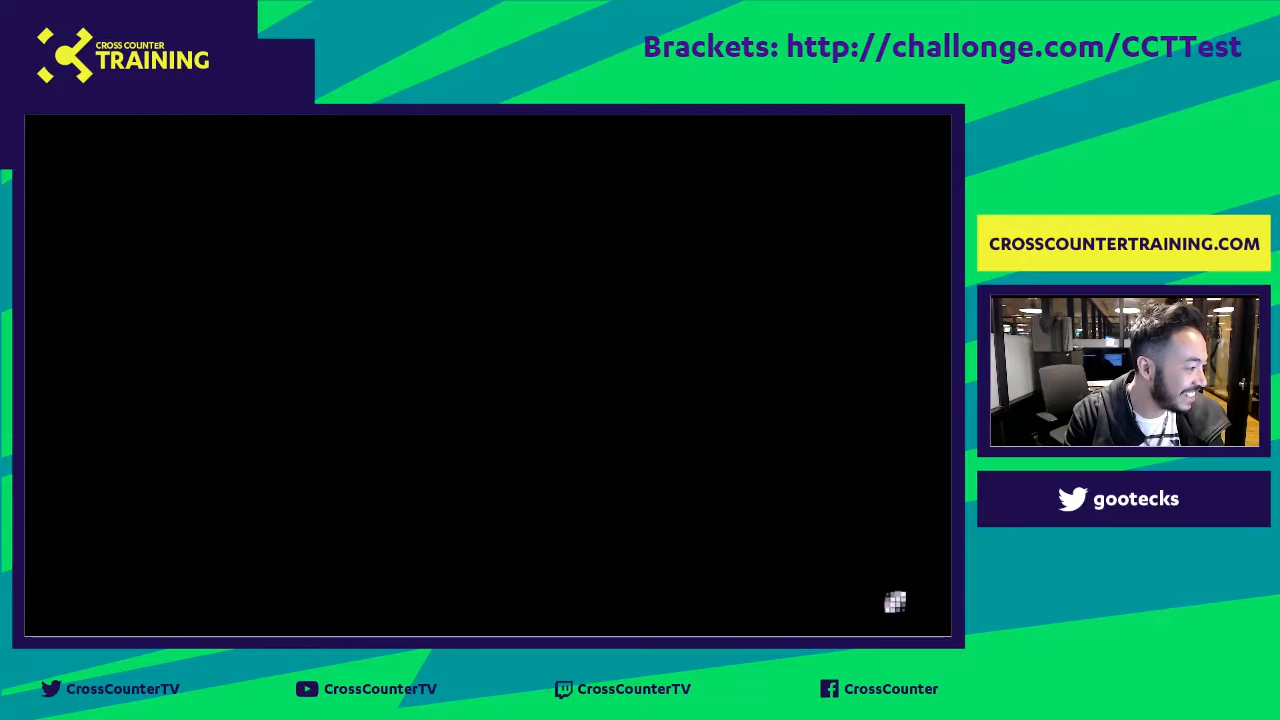 CROSS COUNTER
TRAINING
Brackets: http://challonge.com/CCTTest
CROSSCOUNTERTRAINING.COM
gootecks
CrossCounterTV
CrossCounterTV
CrossCounterTV
CrossCounter